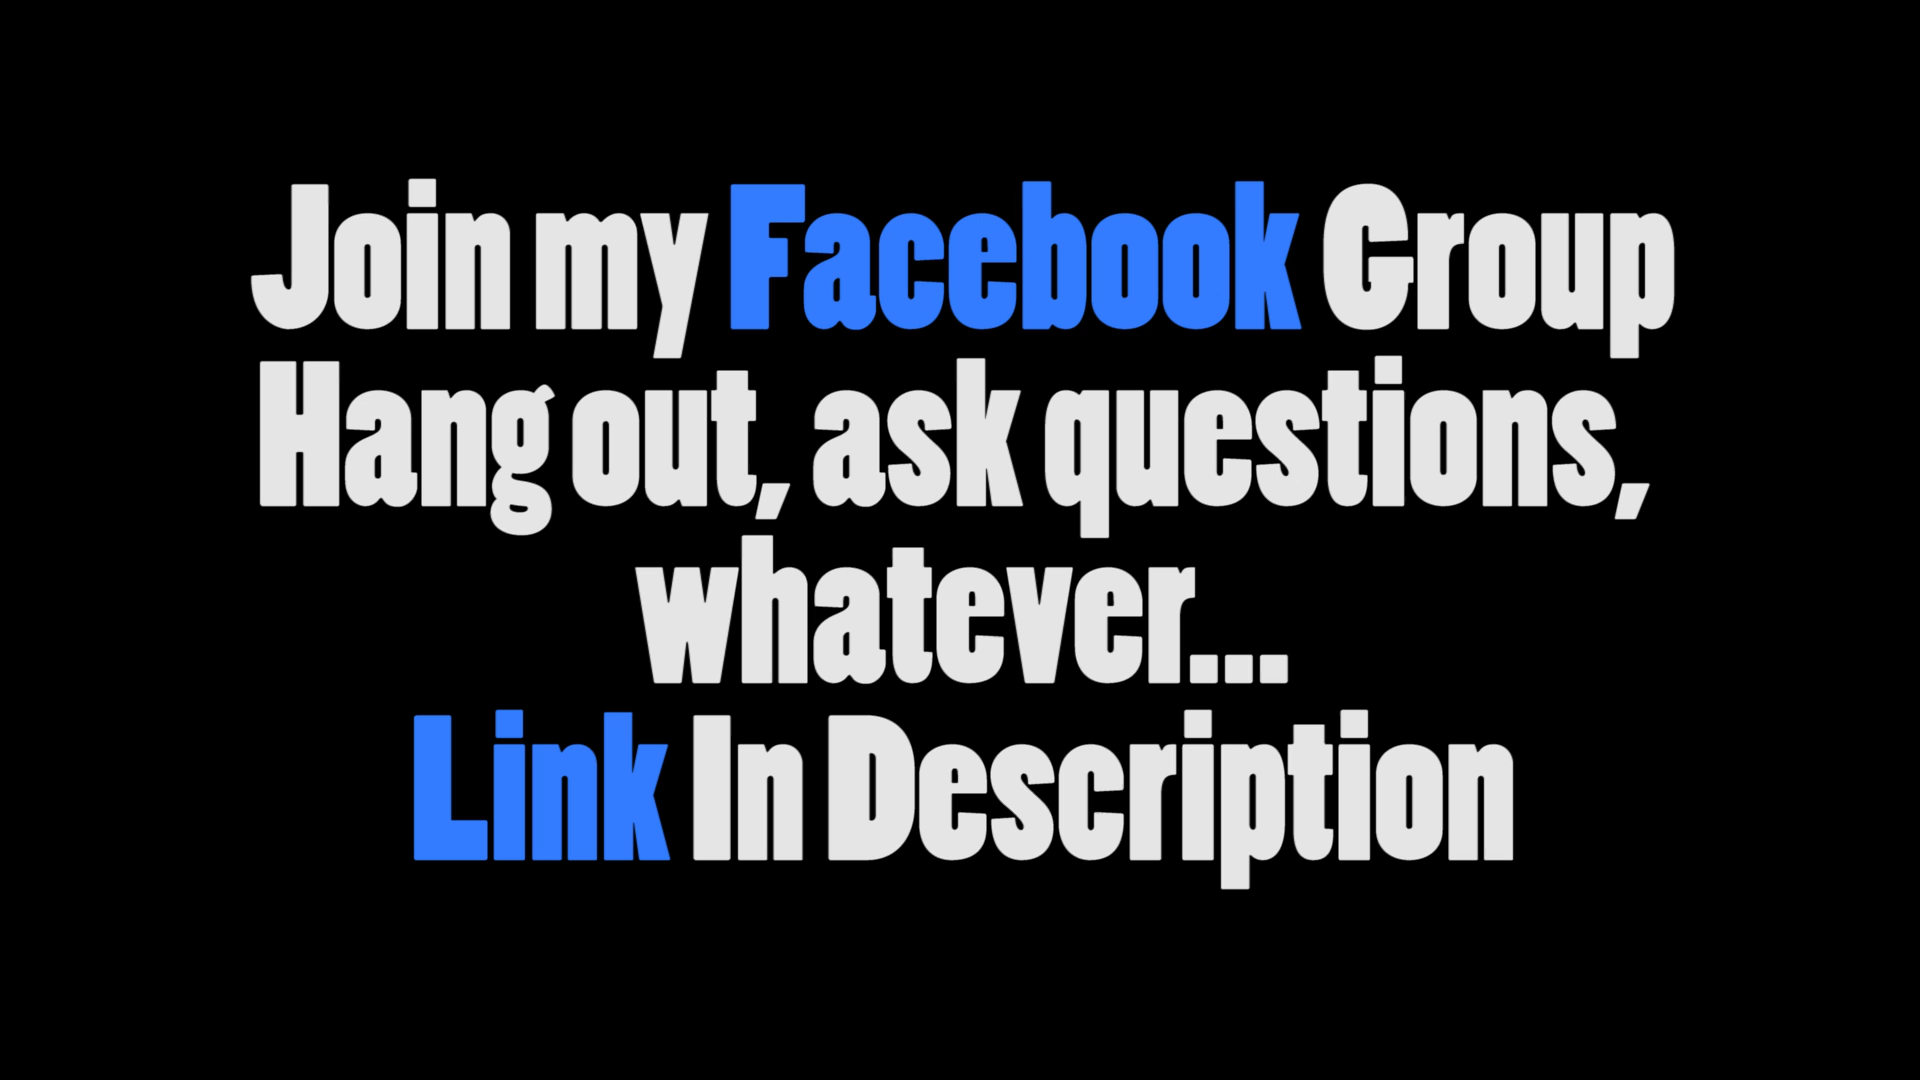 Join my Facebook Group
Hang out, ask questions,
whatever...
Link In Description